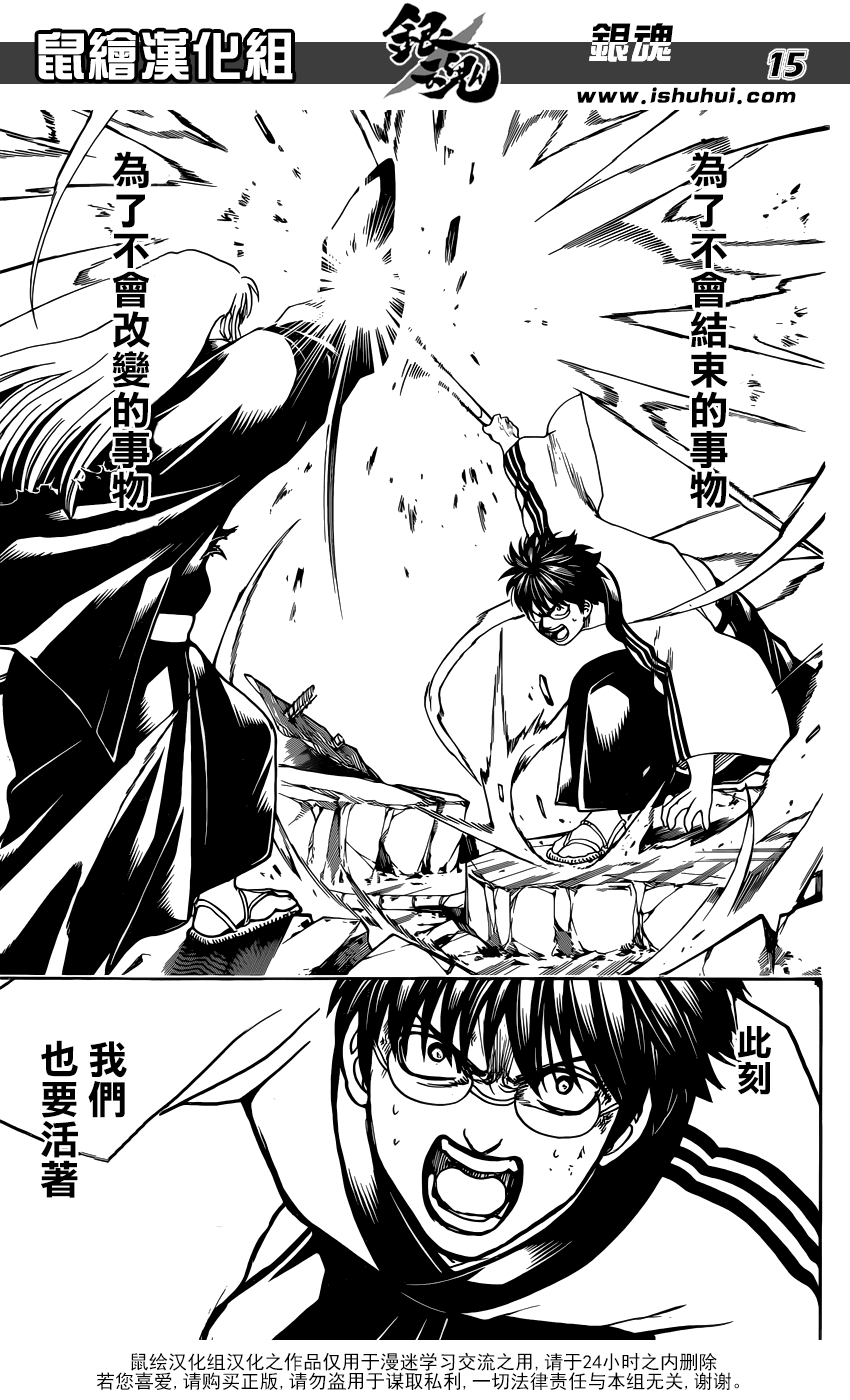 鼠繪漢化組
銀魂
銀魂
15
www.ishuhui.com
為了不會結束的事物
為了不會改變的事物
此刻
我們
也要活著
鼠绘汉化组汉化之作品仅用于漫迷学习交流之用,请于24小时之内删除
若您喜爱,请购买正版,请勿盗用于谋取私利,一切法律责任与本组无关,谢谢。